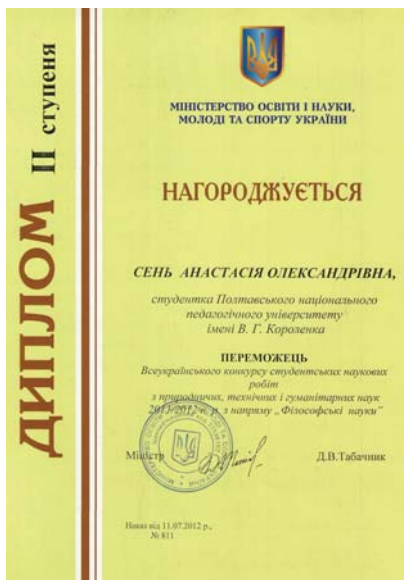 ДИПЛОМ ІІ ступеня
МІНІСТЕРСТВО ОСВІТИ І НАУКИ,
МОЛОДІ ТА СПОРТУ УКРАЇНИ
НАГОРОДЖУЄТЬСЯ
СЕНЬ АНАСТАСІЯ ОЛЕКСАНДРІВНА,
студентка Полтавського національного
педагогічного університету
імені В. Г. Короленка
ПЕРЕМОЖЕЦЬ
Всеукраїнського конкурсу студентських наукових
робіт
з природничих, технічних і гуманітарних наук
2011/2012 н. р. з напряму „Філософські науки"
Міністр Д.В.Табачник
Наказ від 11.07.2012 р.,
№ 811